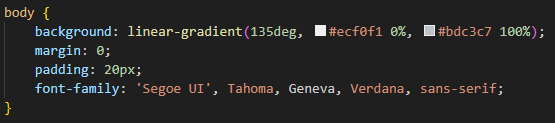 body {
    background: linear-gradient(135deg, #ecf0f1 0%, #bdc3c7 100%);
    margin: 0;
    padding: 20px;
    font-family: 'Segoe UI', Tahoma, Geneva, Verdana, sans-serif;
}